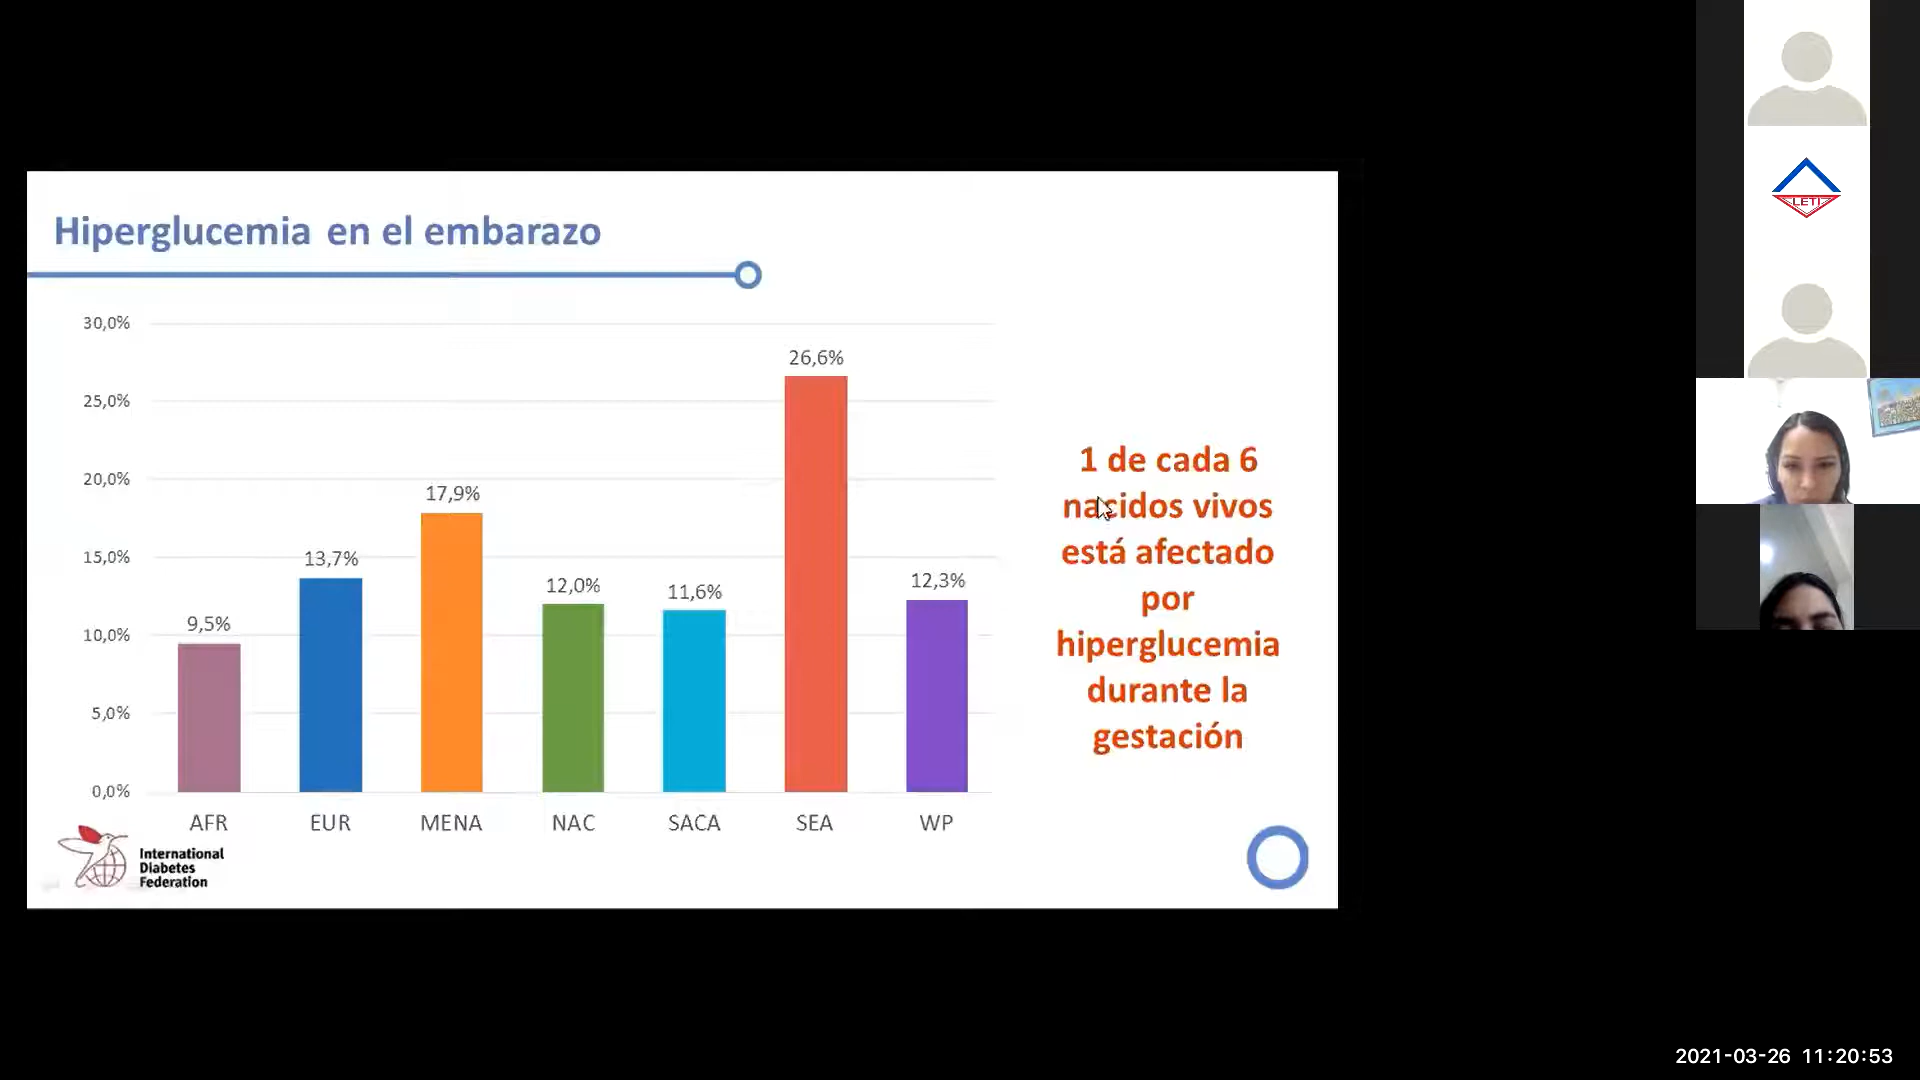 Hiperglucemia en el embarazo
30,0%
25,0%
20,0%
15,0%
10,0%
5,0%
0,0%
9,5%
13,7%
17,9%
12,0%
11,6%
26,6%
12,3%
AFR
EUR
MENA
NAC
SACA
SEA
WP
1 de cada 6
nacidos vivos
está afectado
por
hiperglucemia
durante la
gestación
International
Diabetes
Federation
LETI
2021-03-26 11:20:53